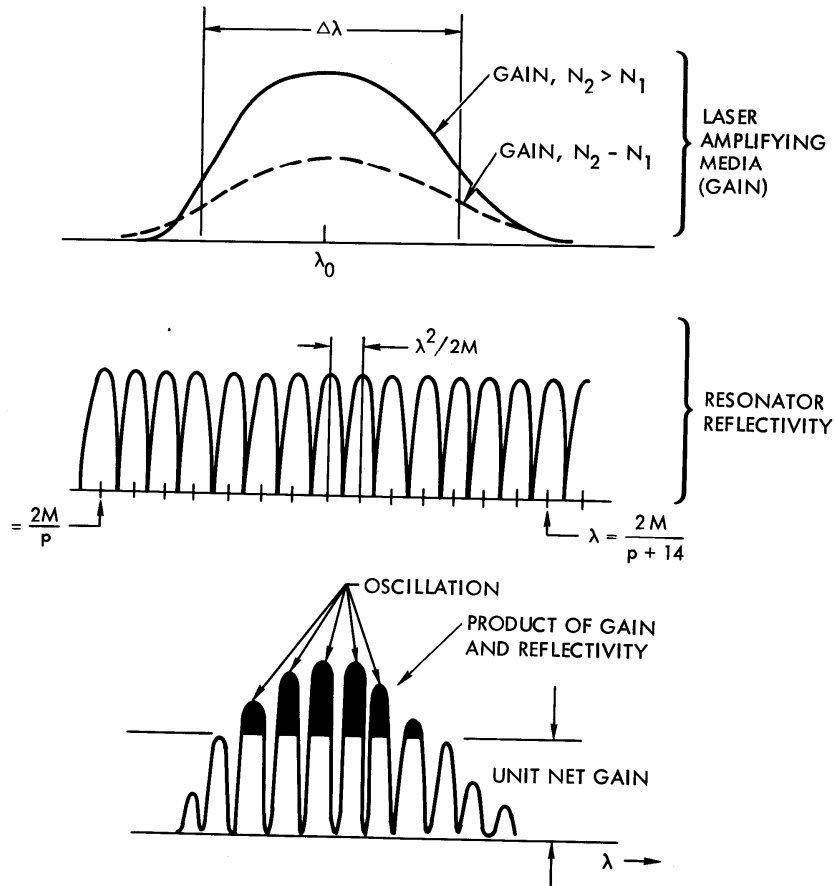 Δλ
GAIN, N₂ > N₁
GAIN, N₂ - N₁
LASER
AMPLIFYING
MEDIA
(GAIN)
λ₀
λ²/2M
RESONATOR
REFLECTIVITY
= 2M/p
λ = 2M/p + 14
OSCILLATION
PRODUCT OF GAIN
AND REFLECTIVITY
UNIT NET GAIN
λ